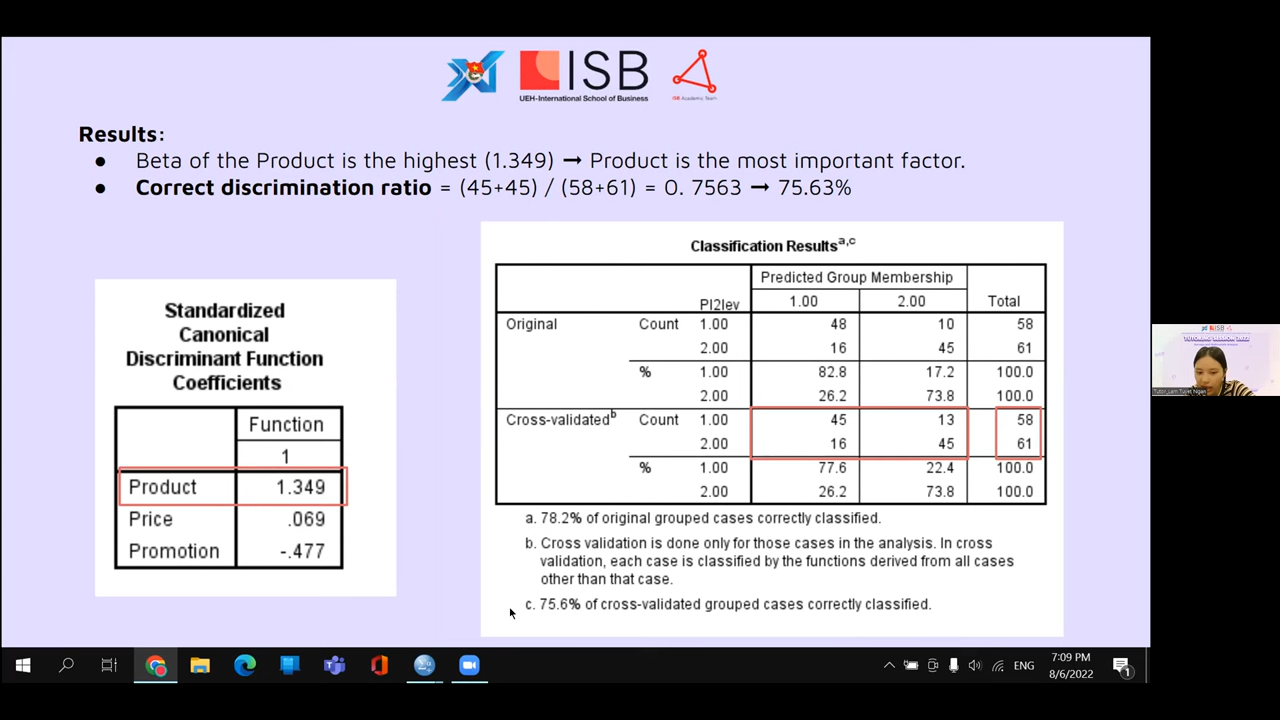 ISB
UEH-International School of Business
ISB Academic Team
Results:
● Beta of the Product is the highest (1.349) → Product is the most important factor.
● Correct discrimination ratio = (45+45) / (58+61) = 0. 7563 → 75.63%
Standardized
Canonical
Discriminant Function
Coefficients
Function
1
Product 1.349
Price .069
Promotion -.477
Classification Results a,c
Predicted Group Membership
PI2lev 1.00 2.00 Total
Original Count 1.00 48 10 58
2.00 16 45 61
% 1.00 82.8 17.2 100.0
2.00 26.2 73.8 100.0
Cross-validated b Count 1.00 45 13 58
2.00 16 45 61
% 1.00 77.6 22.4 100.0
2.00 26.2 73.8 100.0
a. 78.2% of original grouped cases correctly classified.
b. Cross validation is done only for those cases in the analysis. In cross
validation, each case is classified by the functions derived from all cases
other than that case.
c. 75.6% of cross-validated grouped cases correctly classified.
ISB
TUTORING SESSION 2022
ENG
7:09 PM
8/6/2022
1